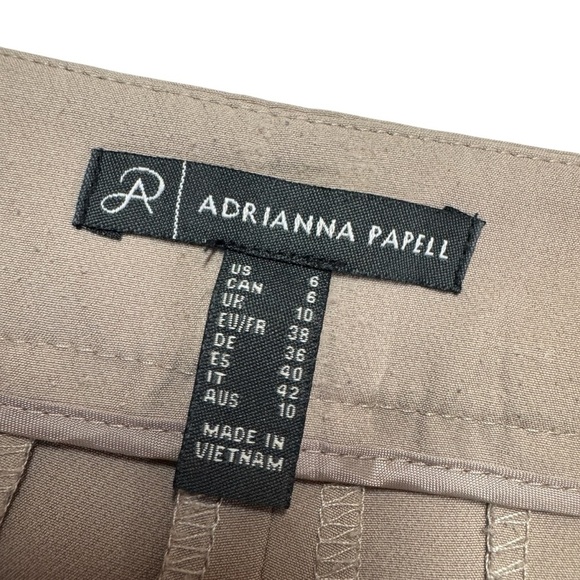 ADRIANNA PAPELL
US 6
CAN 6
UK 10
EU/FR 38
DE 36
ES 40
IT 42
AUS 10
MADE IN
VIETNAM